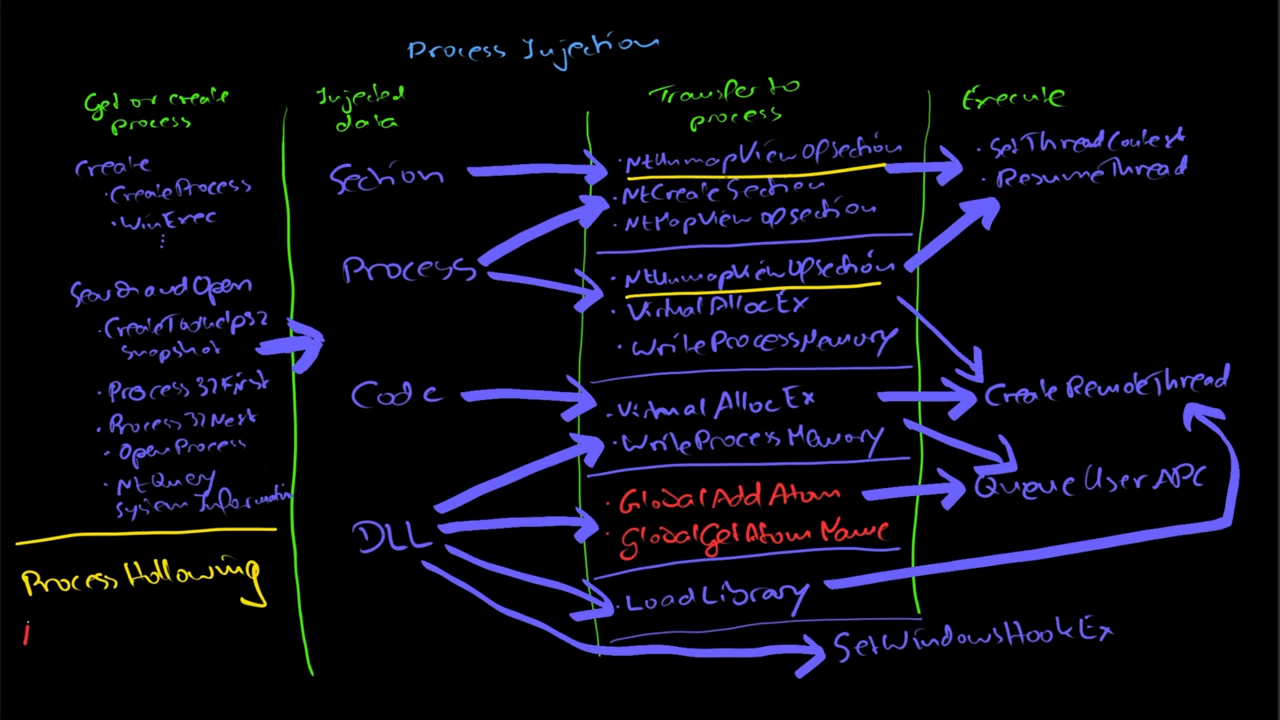 Process Injection
Get or create
process
Create
·CreateProcess
·WinExec
Search and Open
·CreateToolhelp32
Snapshot
·Process32First
·Process32Next
·OpenProcess
·NtQuery
System Information
Process Hollowing
Injected
data
Section
Process
Code
DLL
Transfer to
process
·NtUnmapViewOfSection
·NtCreateSection
·NtMapViewOfSection
·NtUnmapViewOfSection
·VirtualAllocEx
·WriteProcessMemory
·VirtualAllocEx
·WriteProcessMemory
·GlobalAddAtom
·GlobalGetAtomName
·LoadLibrary
Execute
·SetThreadContext
·ResumeThread
CreateRemoteThread
QueueUserAPC
SetWindowsHookEx